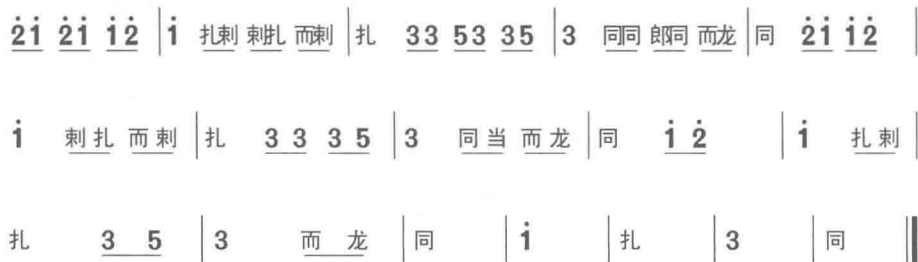 2̇1̇ 2̇1̇ 1̇2̇ | 1̇ 扎刺 刺扎 而刺 | 扎 33 53 35 | 3 同同 郎同 而龙 | 同 2̇1̇ 1̇2̇ |
1̇ 刺扎 而刺 | 扎 3 3 3 5 | 3 同当 而龙 | 同 1̇ 2̇ | 1̇ 扎刺 |
扎 3 5 | 3 而 龙 | 同 | 1̇ | 扎 | 3 | 同 ‖